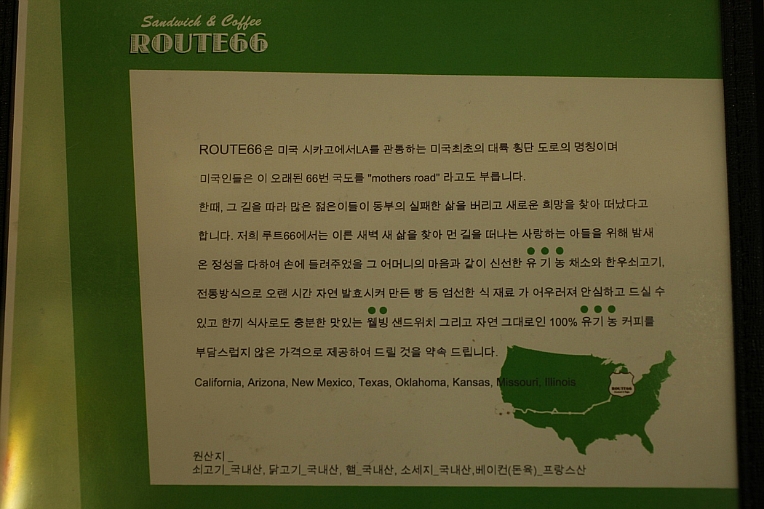 Sandwich & Coffee
ROUTE66
ROUTE66은 미국 시카고에서LA를 관통하는 미국최초의 대륙 횡단 도로의 명칭이며
미국인들은 이 오래된 66번 국도를 "mothers road" 라고도 부릅니다.
한때, 그 길을 따라 많은 젊은이들이 동부의 실패한 삶을 버리고 새로운 희망을 찾아 떠났다고
합니다. 저희 루트66에서는 이른 새벽 새 삶을 찾아 먼 길을 떠나는 사랑하는 아들을 위해 밤새
온 정성을 다하여 손에 들려주었을 그 어머니의 마음과 같이 신선한 유 기 농 채소와 한우쇠고기,
전통방식으로 오랜 시간 자연 발효시켜 만든 빵 등 엄선한 식 재료 가 어우러져 안심하고 드실 수
있고 한끼 식사로도 충분한 맛있는 웰빙 샌드위치 그리고 자연 그대로인 100% 유 기 농 커피를
부담스럽지 않은 가격으로 제공하여 드릴 것을 약속 드립니다.
California, Arizona, New Mexico, Texas, Oklahoma, Kansas, Missouri, Illinois
ROUTE66
원산지 _
쇠고기_국내산, 닭고기_국내산, 햄_국내산, 소세지_국내산,베이컨(돈육)_프랑스산